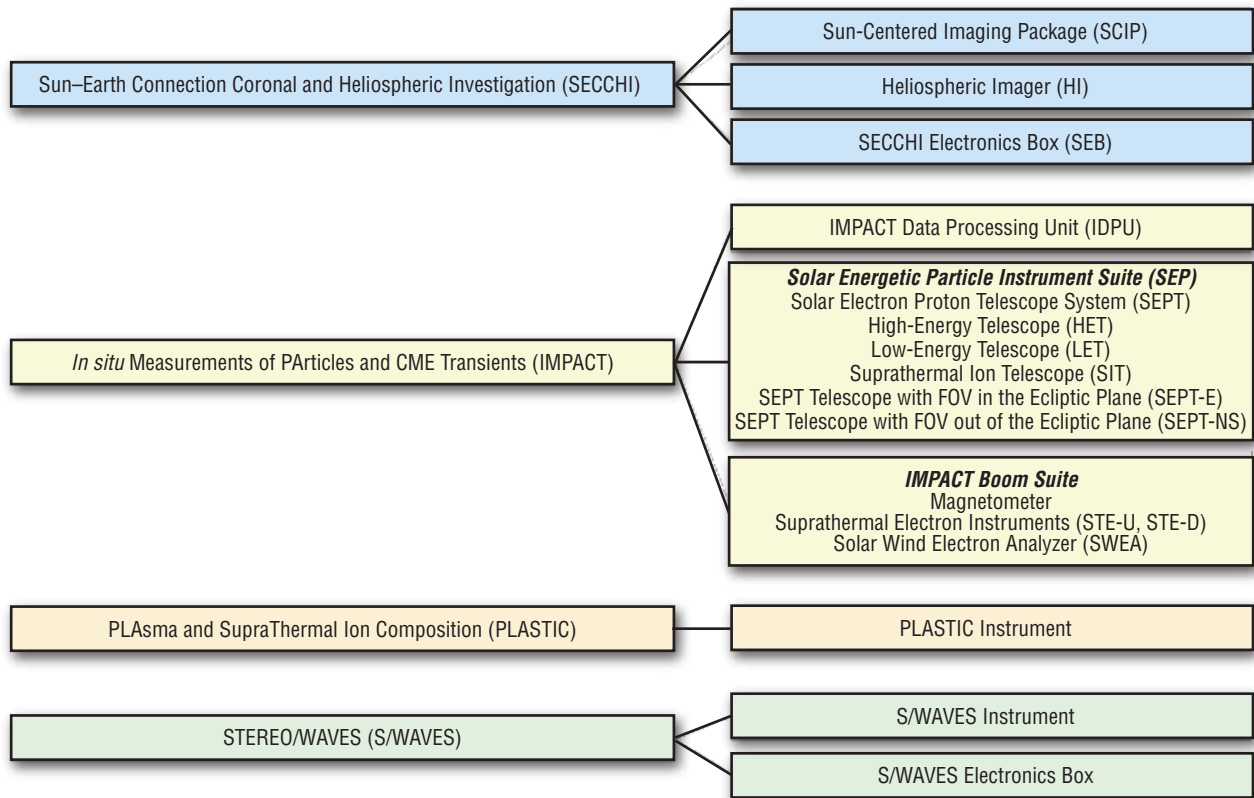 Sun–Earth Connection Coronal and Heliospheric Investigation (SECCHI)
Sun-Centered Imaging Package (SCIP)
Heliospheric Imager (HI)
SECCHI Electronics Box (SEB)
In situ Measurements of PArticles and CME Transients (IMPACT)
IMPACT Data Processing Unit (IDPU)
Solar Energetic Particle Instrument Suite (SEP)
Solar Electron Proton Telescope System (SEPT)
High-Energy Telescope (HET)
Low-Energy Telescope (LET)
Suprathermal Ion Telescope (SIT)
SEPT Telescope with FOV in the Ecliptic Plane (SEPT-E)
SEPT Telescope with FOV out of the Ecliptic Plane (SEPT-NS)
IMPACT Boom Suite
Magnetometer
Suprathermal Electron Instruments (STE-U, STE-D)
Solar Wind Electron Analyzer (SWEA)
PLAsma and SupraThermal Ion Composition (PLASTIC)
PLASTIC Instrument
STEREO/WAVES (S/WAVES)
S/WAVES Instrument
S/WAVES Electronics Box